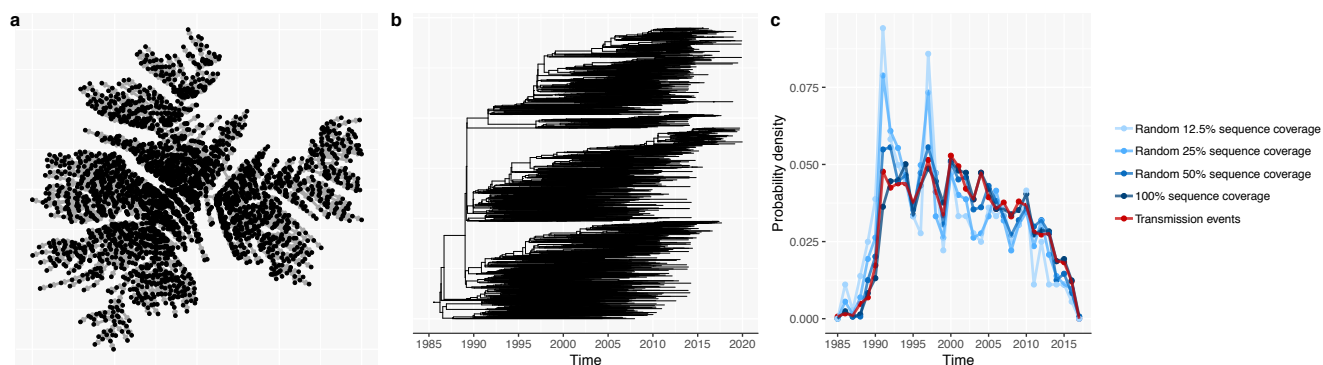 a
b
1985 1990 1995 2000 2005 2010 2015 2020
Time
c
Probability density
0.075
0.050
0.025
0.000
1985 1990 1995 2000 2005 2010 2015
Time
Random 12.5% sequence coverage
Random 25% sequence coverage
Random 50% sequence coverage
100% sequence coverage
Transmission events